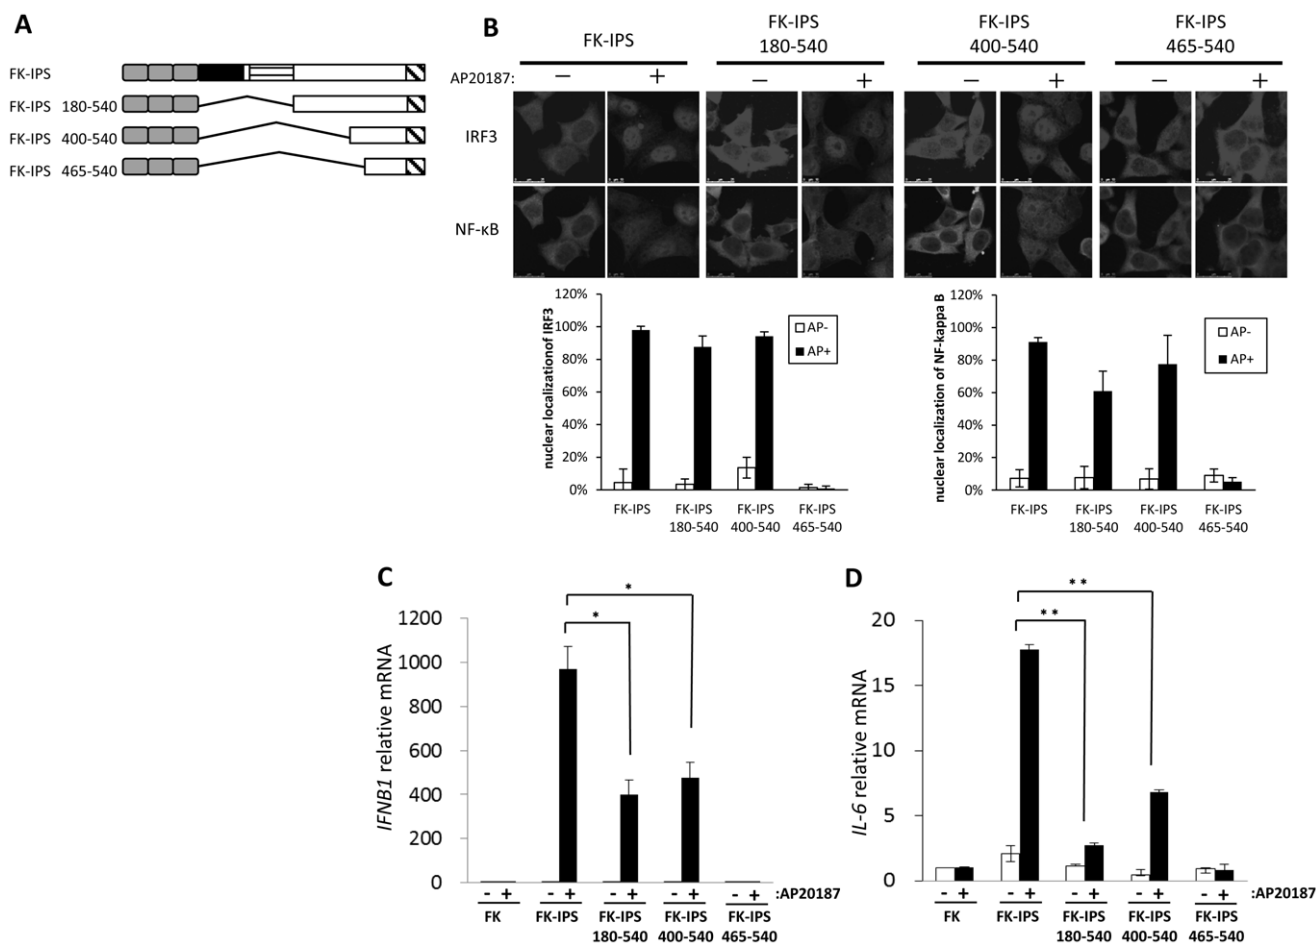 A
FK-IPS
FK-IPS 180-540
FK-IPS 400-540
FK-IPS 465-540
B
FK-IPS
FK-IPS
180-540
FK-IPS
400-540
FK-IPS
465-540
AP20187: − + − + − + − +
IRF3
NF-κB
nuclear localizationof IRF3
120%
100%
80%
60%
40%
20%
0%
AP-
AP+
FK-IPS
FK-IPS
180-540
FK-IPS
400-540
FK-IPS
465-540
nuclear localization of NF-kappa B
120%
100%
80%
60%
40%
20%
0%
AP-
AP+
FK-IPS
FK-IPS
180-540
FK-IPS
400-540
FK-IPS
465-540
C
IFNB1 relative mRNA
1200
1000
800
600
400
200
0
*
*
- + - + - + - + - + :AP20187
FK
FK-IPS
FK-IPS
180-540
FK-IPS
400-540
FK-IPS
465-540
D
IL-6 relative mRNA
20
15
10
5
0
**
**
- + - + - + - + - + :AP20187
FK
FK-IPS
FK-IPS
180-540
FK-IPS
400-540
FK-IPS
465-540